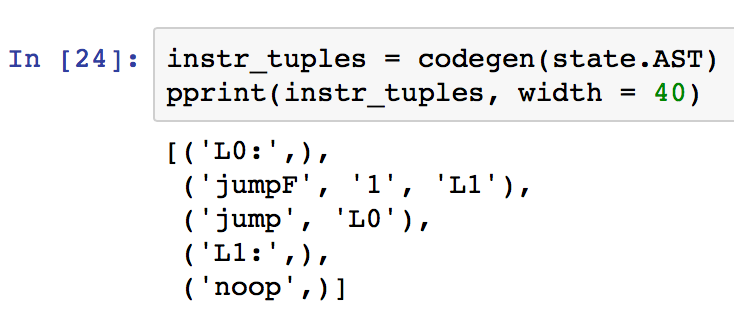 In [24]: instr_tuples = codegen(state.AST)
pprint(instr_tuples, width = 40)
[('L0:',),
 ('jumpF', '1', 'L1'),
 ('jump', 'L0'),
 ('L1:',),
 ('noop',)]